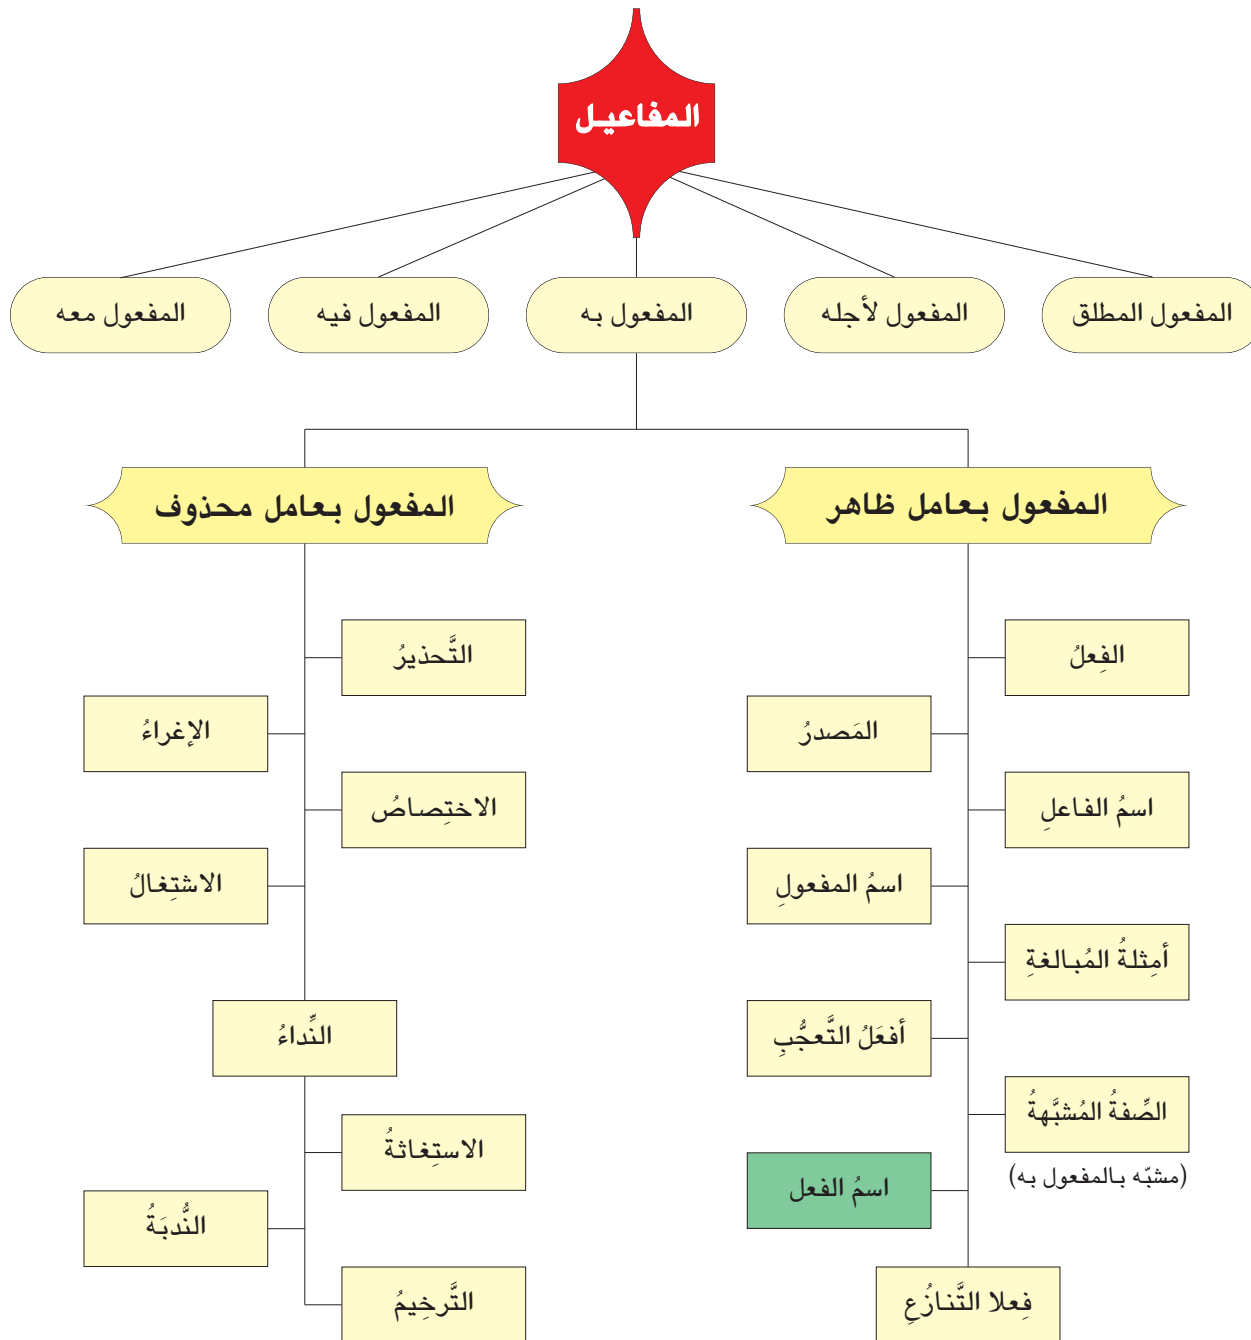 المفاعيل
المفعول المطلق
المفعول لأجله
المفعول به
المفعول فيه
المفعول معه
المفعول بعامل ظاهر
الفِعلُ
المَصدرُ
اسمُ الفاعلِ
اسمُ المفعولِ
أمِثلةُ المُبالغةِ
أفعَلُ التَّعجُّبِ
الصِّفةُ المُشبَّهةُ
(مشبّه بالمفعول به)
اسمُ الفعل
فِعلا التَّنازُعِ
المفعول بعامل محذوف
التَّحذيرُ
الإغراءُ
الاختِصاصُ
الاشتِغالُ
النِّداءُ
الاستِغاثةُ
النُّدبَةُ
التَّرخِيمُ